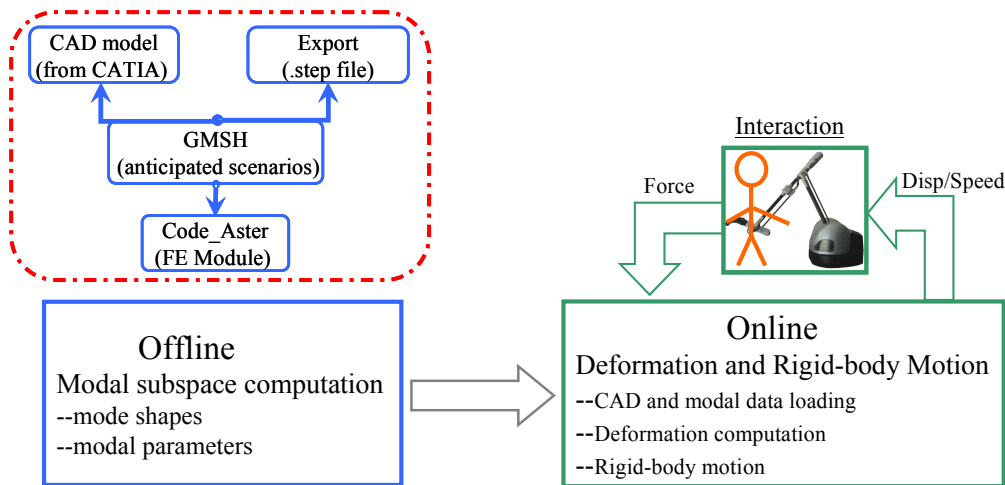 CAD model
(from CATIA)
Export
(.step file)
GMSH
(anticipated scenarios)
Code_Aster
(FE Module)
Interaction
Force
Disp/Speed
Offline
Modal subspace computation
--mode shapes
--modal parameters
Online
Deformation and Rigid-body Motion
--CAD and modal data loading
--Deformation computation
--Rigid-body motion